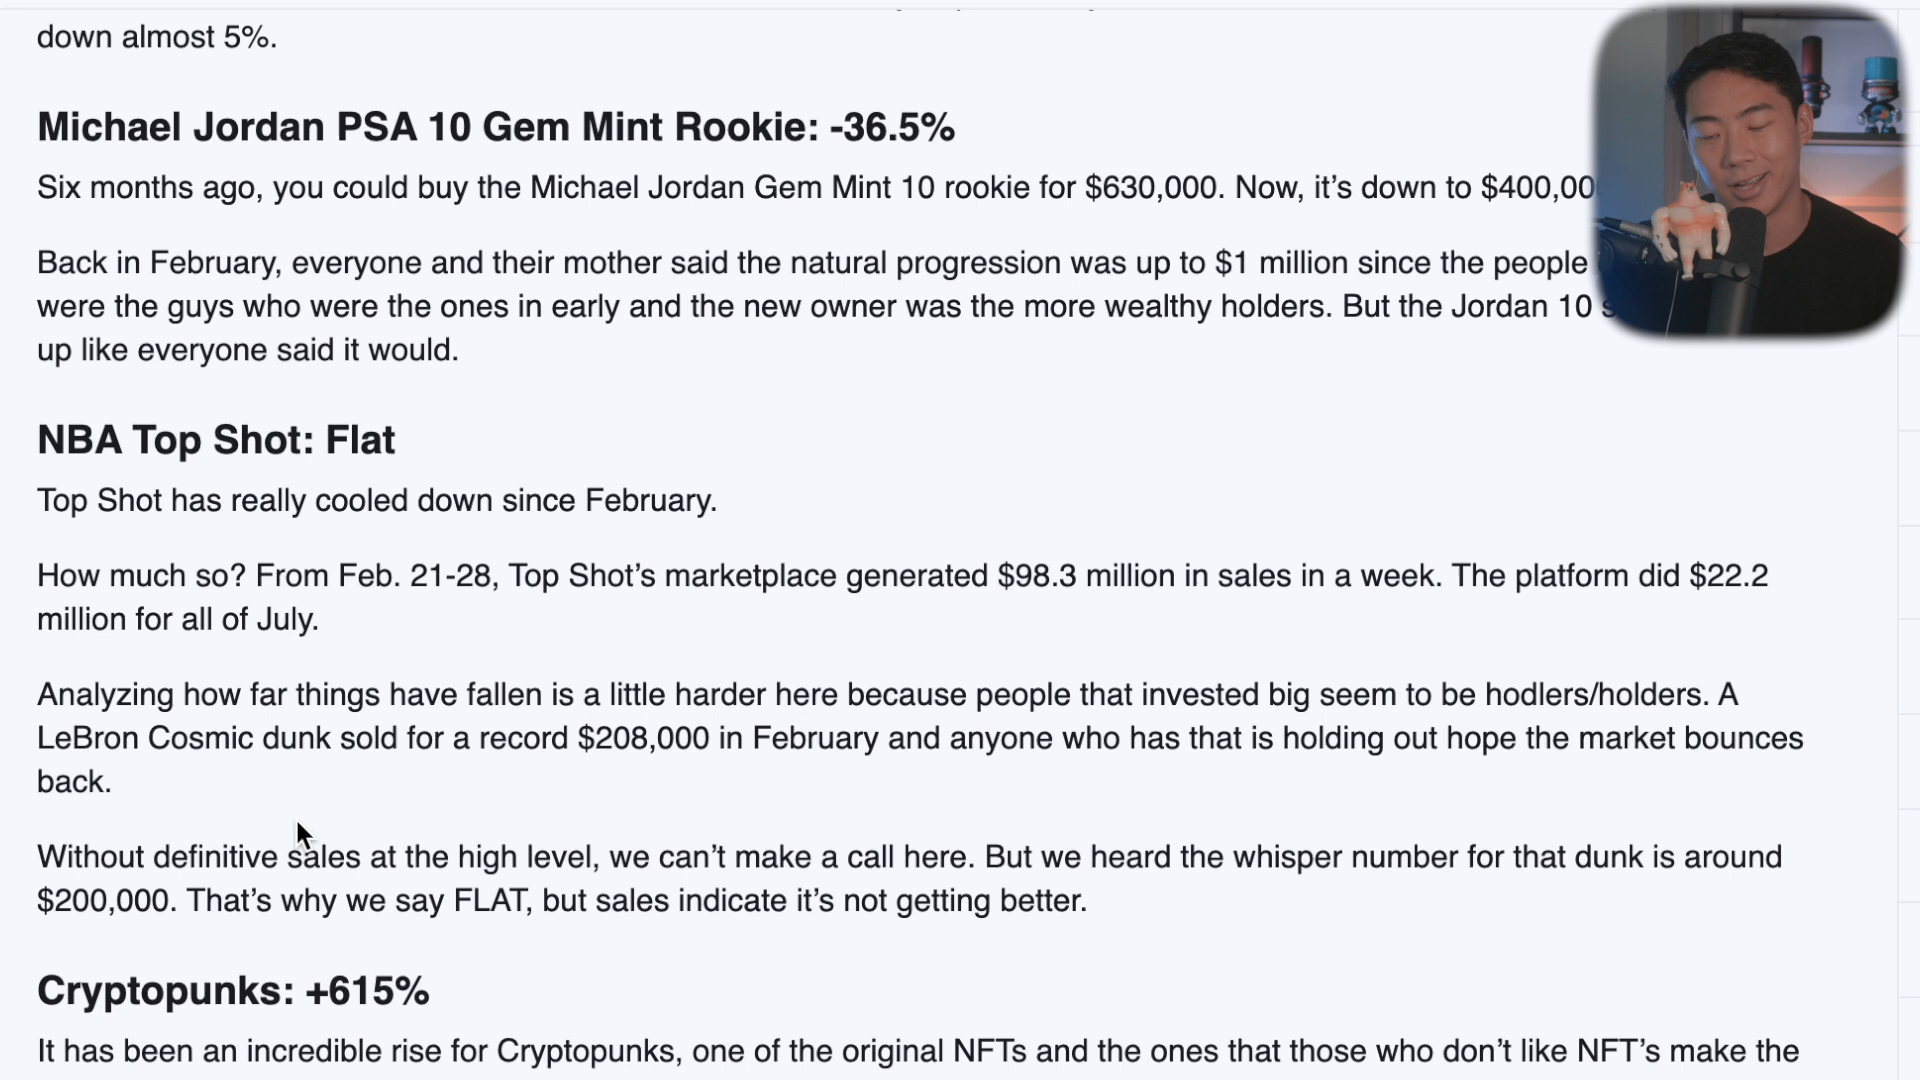 down almost 5%.
Michael Jordan PSA 10 Gem Mint Rookie: -36.5%
Six months ago, you could buy the Michael Jordan Gem Mint 10 rookie for $630,000. Now, it’s down to $400,00
Back in February, everyone and their mother said the natural progression was up to $1 million since the people
were the guys who were the ones in early and the new owner was the more wealthy holders. But the Jordan 10
up like everyone said it would.
NBA Top Shot: Flat
Top Shot has really cooled down since February.
How much so? From Feb. 21-28, Top Shot’s marketplace generated $98.3 million in sales in a week. The platform did $22.2
million for all of July.
Analyzing how far things have fallen is a little harder here because people that invested big seem to be hodlers/holders. A
LeBron Cosmic dunk sold for a record $208,000 in February and anyone who has that is holding out hope the market bounces
back.
Without definitive sales at the high level, we can’t make a call here. But we heard the whisper number for that dunk is around
$200,000. That’s why we say FLAT, but sales indicate it’s not getting better.
Cryptopunks: +615%
It has been an incredible rise for Cryptopunks, one of the original NFTs and the ones that those who don’t like NFT’s make the